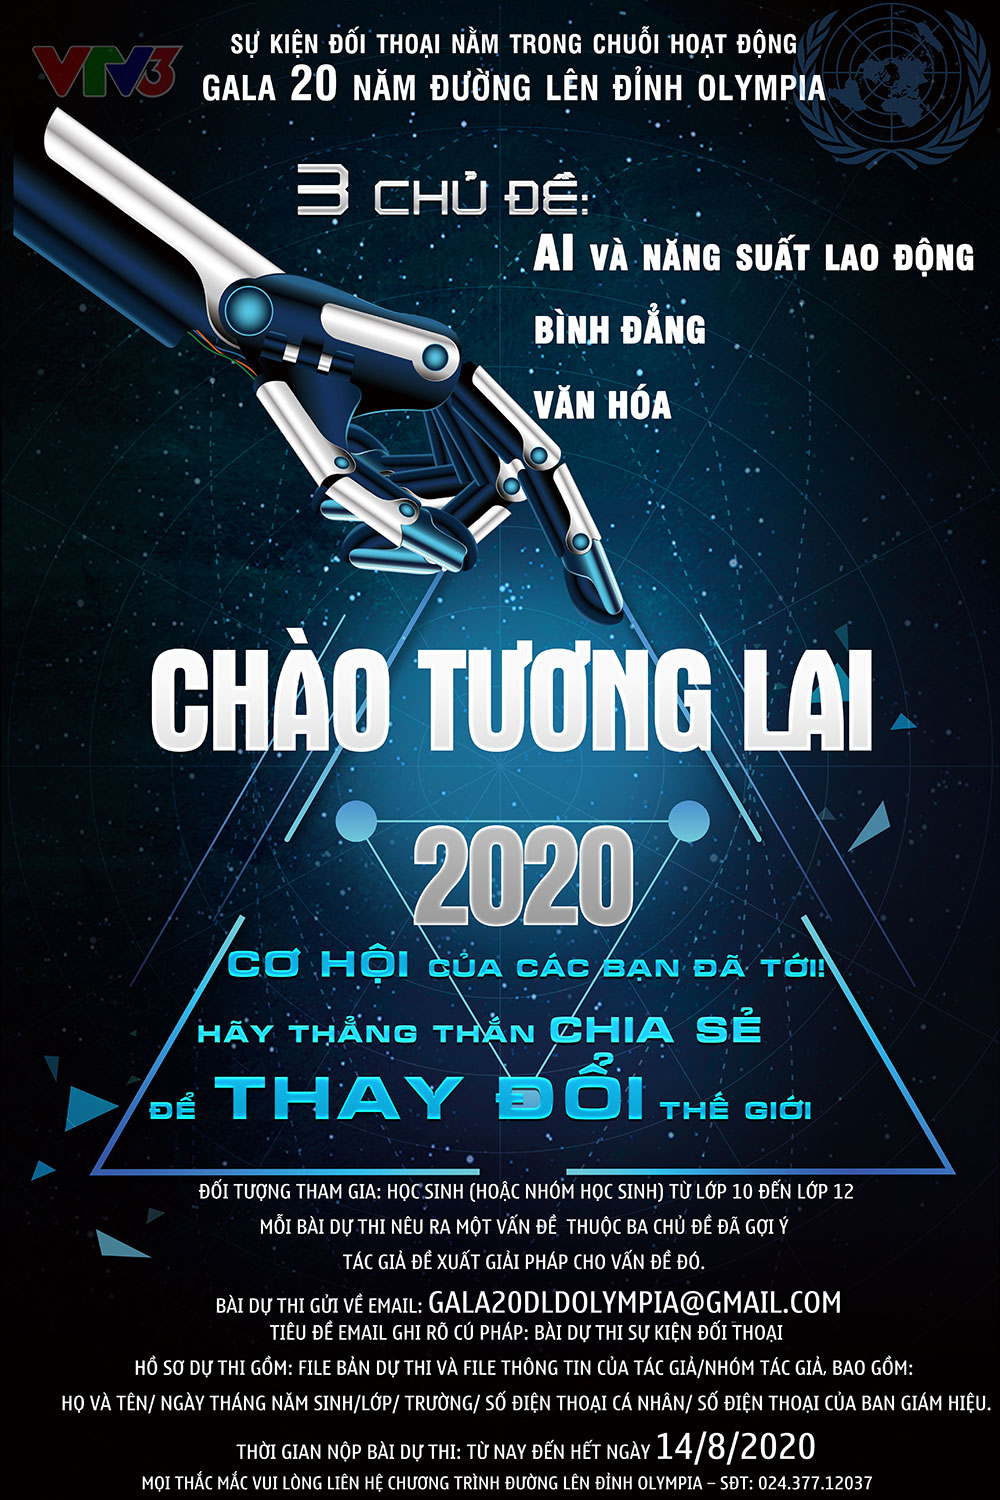 VTV3
SỰ KIỆN ĐỐI THOẠI NẰM TRONG CHUỖI HOẠT ĐỘNG
GALA 20 NĂM ĐƯỜNG LÊN ĐỈNH OLYMPIA
3 CHỦ ĐỀ:
AI VÀ NĂNG SUẤT LAO ĐỘNG
BÌNH ĐẲNG
VĂN HÓA
CHÀO TƯƠNG LAI
2020
CƠ HỘI CỦA CÁC BẠN ĐÃ TỚI!
HÃY THẲNG THẮN CHIA SẺ
ĐỂ THAY ĐỔI THẾ GIỚI
ĐỐI TƯỢNG THAM GIA: HỌC SINH (HOẶC NHÓM HỌC SINH) TỪ LỚP 10 ĐẾN LỚP 12
MỖI BÀI DỰ THI NÊU RA MỘT VẤN ĐỀ THUỘC BA CHỦ ĐỀ ĐÃ GỢI Ý
TÁC GIẢ ĐỀ XUẤT GIẢI PHÁP CHO VẤN ĐỀ ĐÓ.
BÀI DỰ THI GỬI VỀ EMAIL: GALA20DLDOLYMPIA@GMAIL.COM
TIÊU ĐỀ EMAIL GHI RÕ CÚ PHÁP: BÀI DỰ THI SỰ KIỆN ĐỐI THOẠI
HỒ SƠ DỰ THI GỒM: FILE BẢN DỰ THI VÀ FILE THÔNG TIN CỦA TÁC GIẢ/NHÓM TÁC GIẢ, BAO GỒM:
HỌ VÀ TÊN/ NGÀY THÁNG NĂM SINH/LỚP/ TRƯỜNG/ SỐ ĐIỆN THOẠI CÁ NHÂN/ SỐ ĐIỆN THOẠI CỦA BAN GIÁM HIỆU.
THỜI GIAN NỘP BÀI DỰ THI: TỪ NAY ĐẾN HẾT NGÀY 14/8/2020
MỌI THẮC MẮC VUI LÒNG LIÊN HỆ CHƯƠNG TRÌNH ĐƯỜNG LÊN ĐỈNH OLYMPIA – SĐT: 024.377.12037